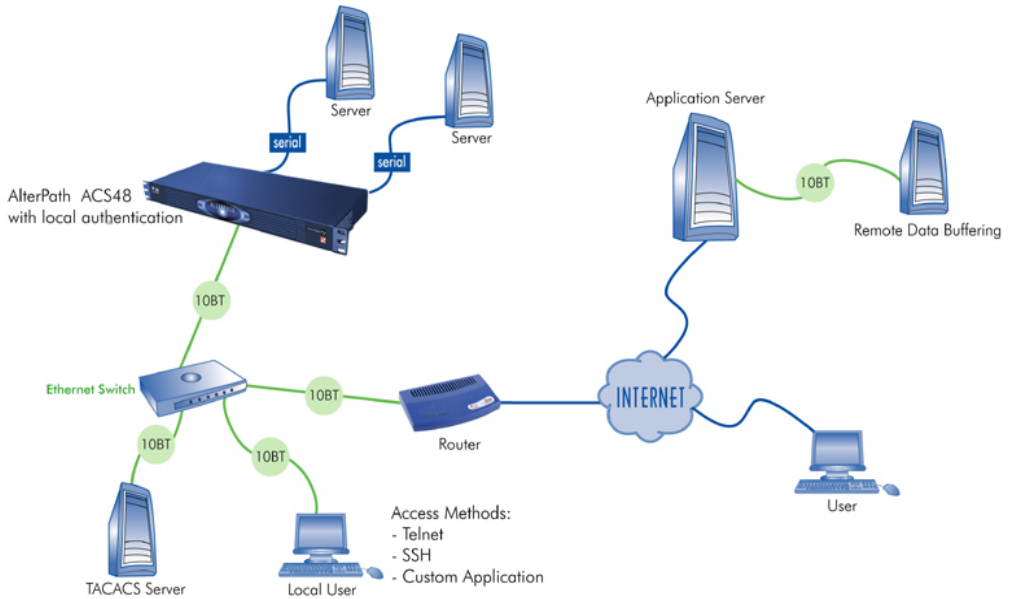 Server
Server
serial
serial
AlterPath ACS48
with local authentication
Application Server
10BT
Remote Data Buffering
10BT
Ethernet Switch
10BT
Router
INTERNET
User
10BT
10BT
TACACS Server
Local User
Access Methods:
- Telnet
- SSH
- Custom Application